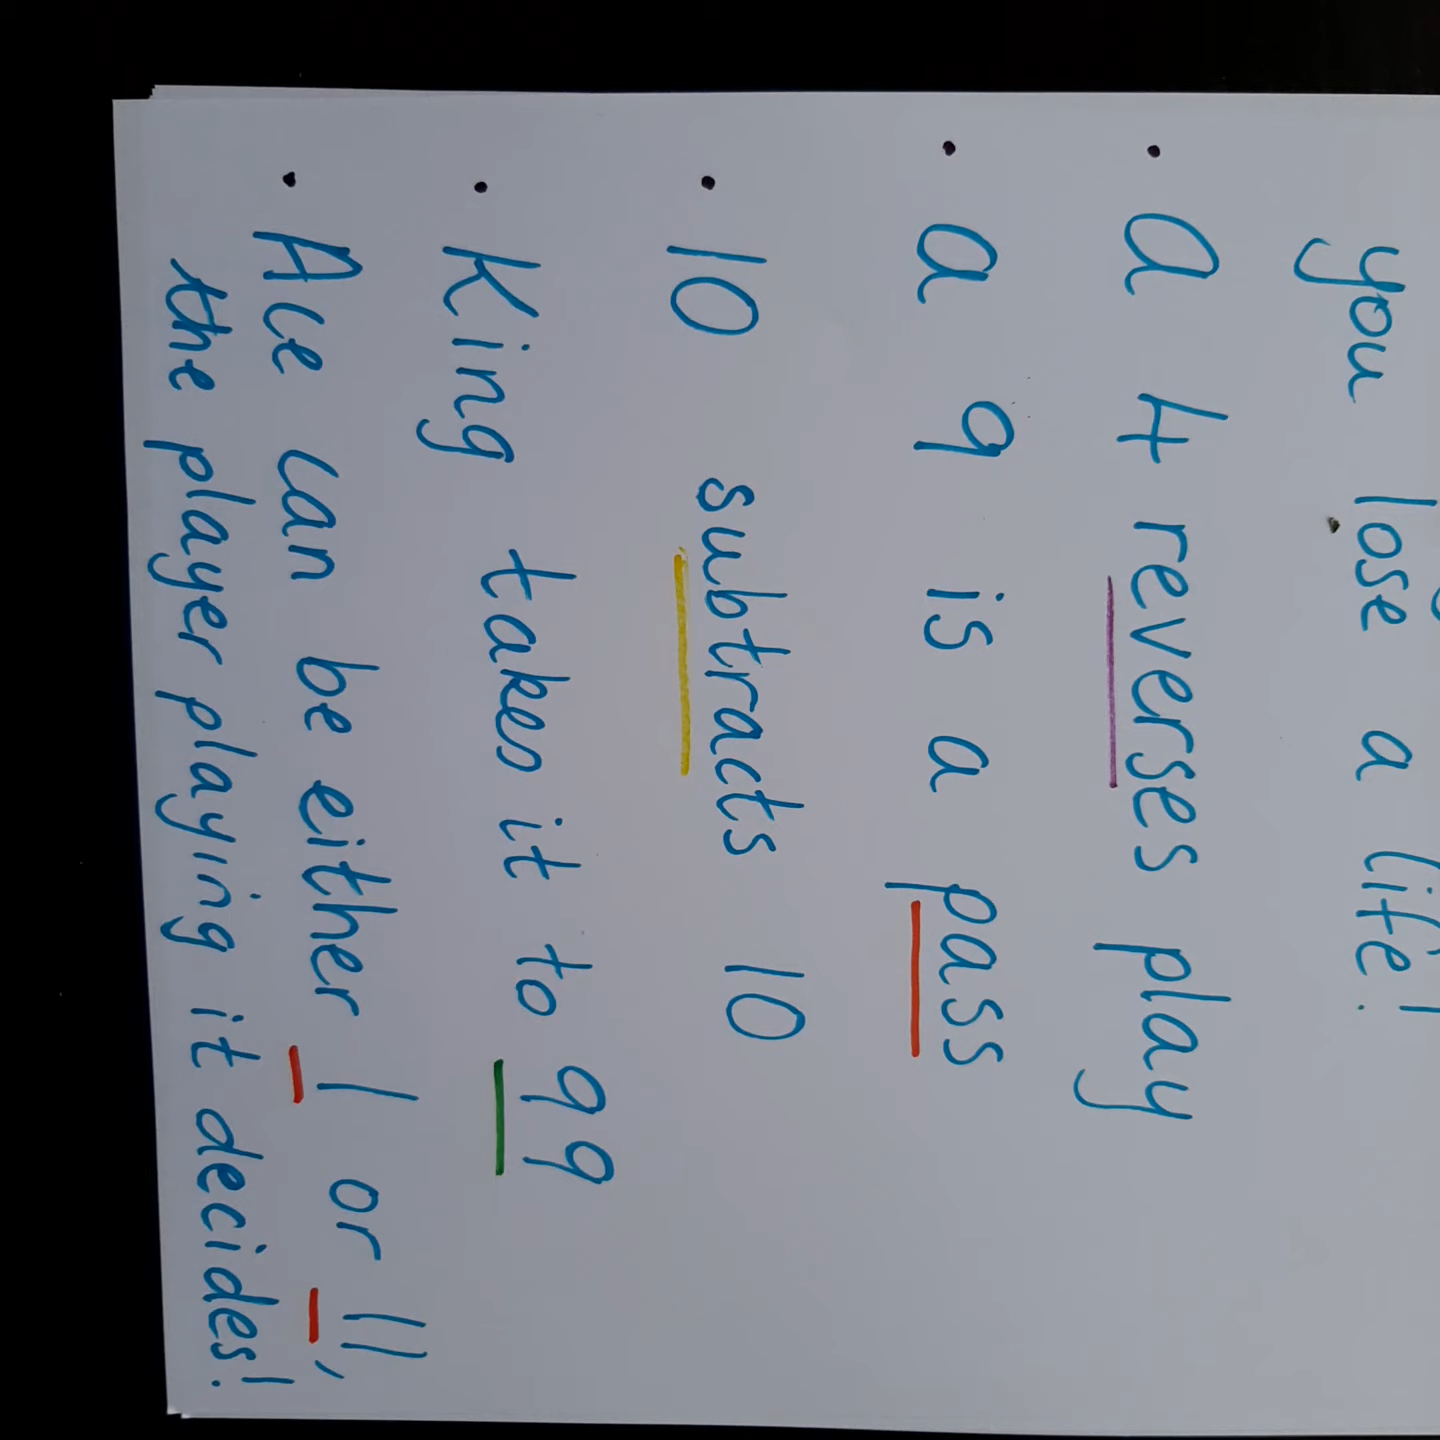 you lose a life!
• a 4 reverses play
• a 9 is a pass
• 10 subtracts 10
• King takes it to 99
• Ace can be either 1 or 11,
the player playing it decides!